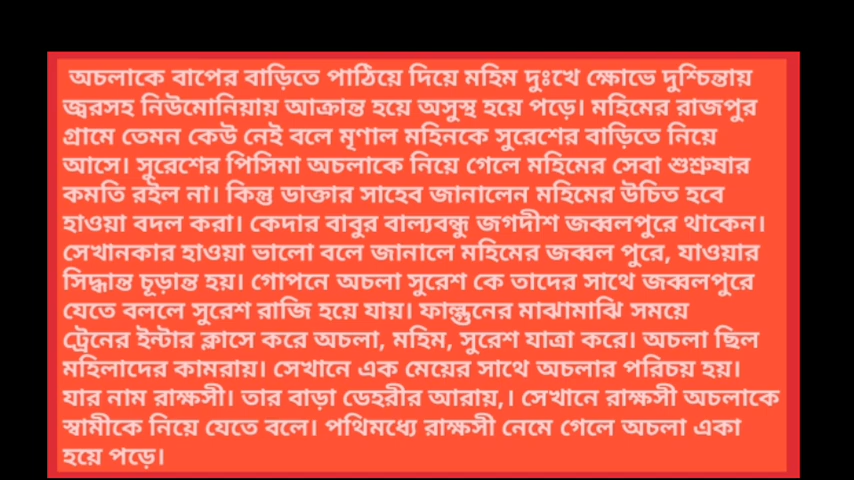 অচলাকে বাপের বাড়িতে পাঠিয়ে দিয়ে মহিম দুঃখে ক্ষোভে দুশ্চিন্তায়
জ্বরসহ নিউমোনিয়ায় আক্রান্ত হয়ে অসুস্থ হয়ে পড়ে। মহিমের রাজপুর
গ্রামে তেমন কেউ নেই বলে মৃণাল মহিনকে সুরেশের বাড়িতে নিয়ে
আসে। সুরেশের পিসিমা অচলাকে নিয়ে গেলে মহিমের সেবা শুশ্রুষার
কমতি রইল না। কিন্তু ডাক্তার সাহেব জানালেন মহিমের উচিত হবে
হাওয়া বদল করা। কেদার বাবুর বাল্যবন্ধু জগদীশ জব্বলপুরে থাকেন।
সেখানকার হাওয়া ভালো বলে জানালে মহিমের জব্বল পুরে, যাওয়ার
সিদ্ধান্ত চূড়ান্ত হয়। গোপনে অচলা সুরেশ কে তাদের সাথে জব্বলপুরে
যেতে বললে সুরেশ রাজি হয়ে যায়। ফাল্গুনের মাঝামাঝি সময়ে
ট্রেনের ইন্টার ক্লাসে করে অচলা, মহিম, সুরেশ যাত্রা করে। অচলা ছিল
মহিলাদের কামরায়। সেখানে এক মেয়ের সাথে অচলার পরিচয় হয়।
যার নাম রাক্ষসী। তার বাড়া ডেহরীর আরায়,। সেখানে রাক্ষসী অচলাকে
স্বামীকে নিয়ে যেতে বলে। পথিমধ্যে রাক্ষসী নেমে গেলে অচলা একা
হয়ে পড়ে।